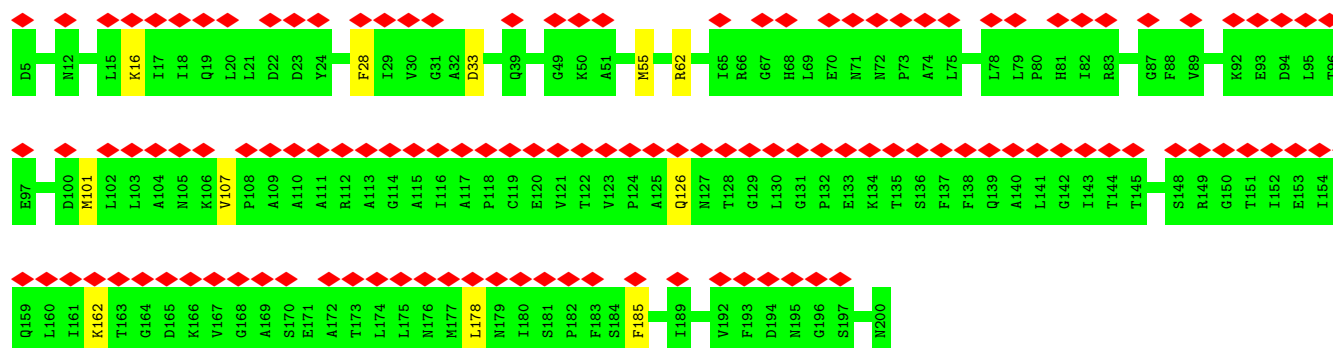 D5 N12 L15 K16 I17 I18 Q19 L20 L21 D22 D23 Y24 F28 I29 V30 G31 A32 D33 Q39 G49 K50 A51 M55 R62 I65 R66 G67 H68 L69 E70 N71 N72 P73 A74 L75 L78 L79 P80 H81 I82 R83 G87 F88 V89 K92 E93 D94 L95 T96
E97 D100 M101 L102 L103 A104 N105 K106 V107 P108 A109 A110 A111 R112 A113 G114 A115 I116 A117 P118 C119 E120 V121 T122 V123 P124 A125 Q126 N127 T128 G129 L130 G131 P132 E133 K134 T135 S136 F137 F138 Q139 A140 L141 G142 I143 T144 T145 S148 R149 G150 T151 I152 E153 I154
Q159 L160 I161 K162 T163 G164 D165 K166 V167 G168 A169 S170 E171 A172 T173 L174 L175 N176 M177 L178 N179 I180 S181 P182 F183 S184 F185 I189 V192 F193 D194 N195 G196 S197 N200